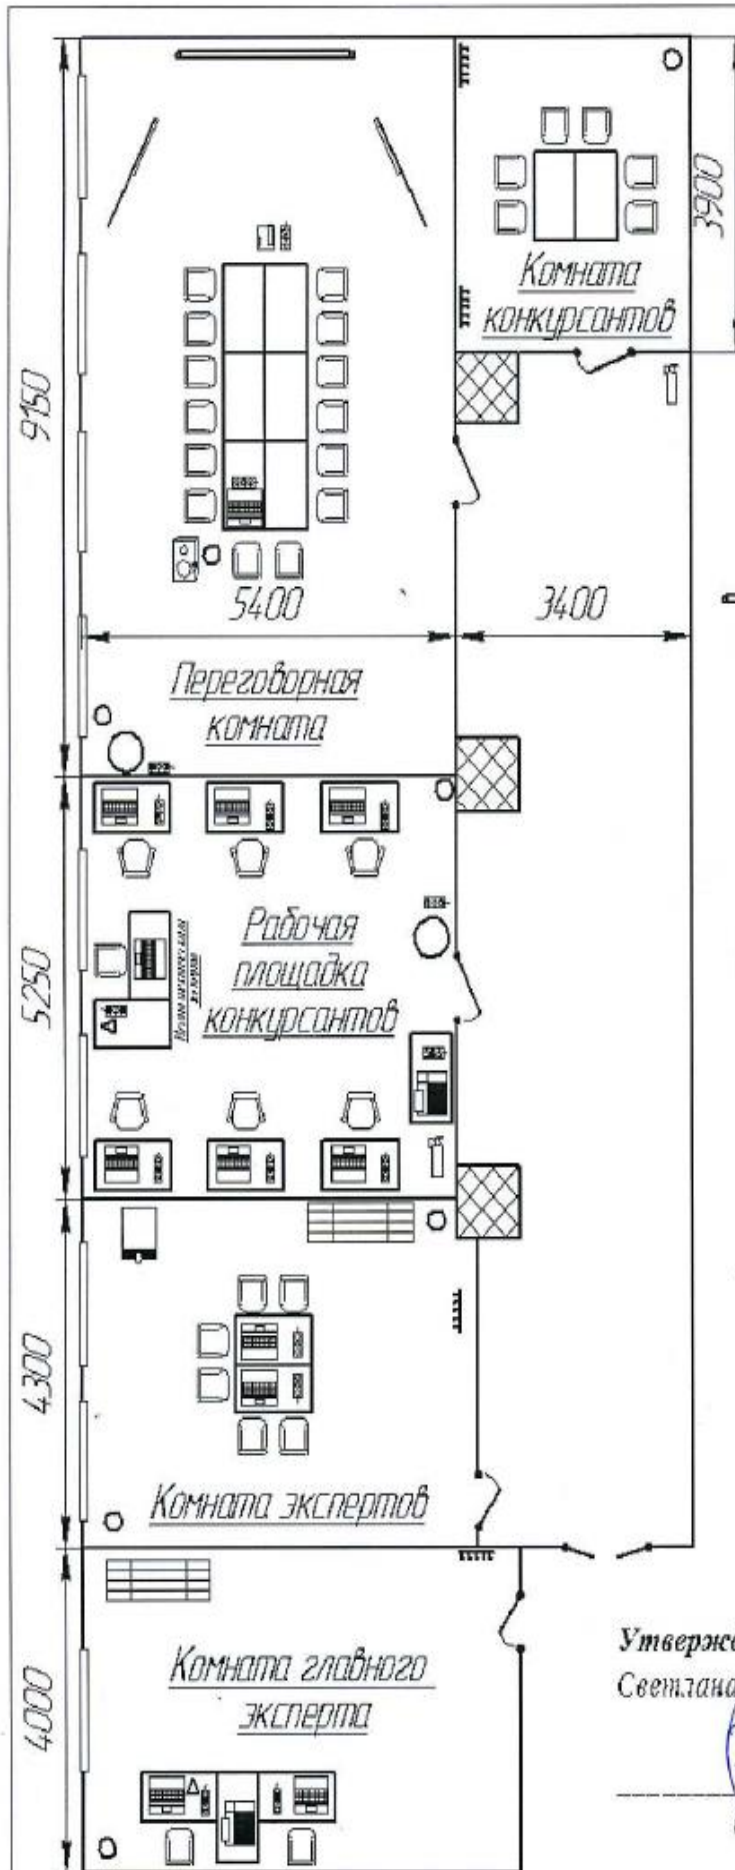 3900
Комната
конкурсантов
9150
5400
3400
Переговорная
комната
5250
Рабочая
площадка
конкурсантов
4300
Комната экспертов
4000
Комната главного
эксперта
Светлана